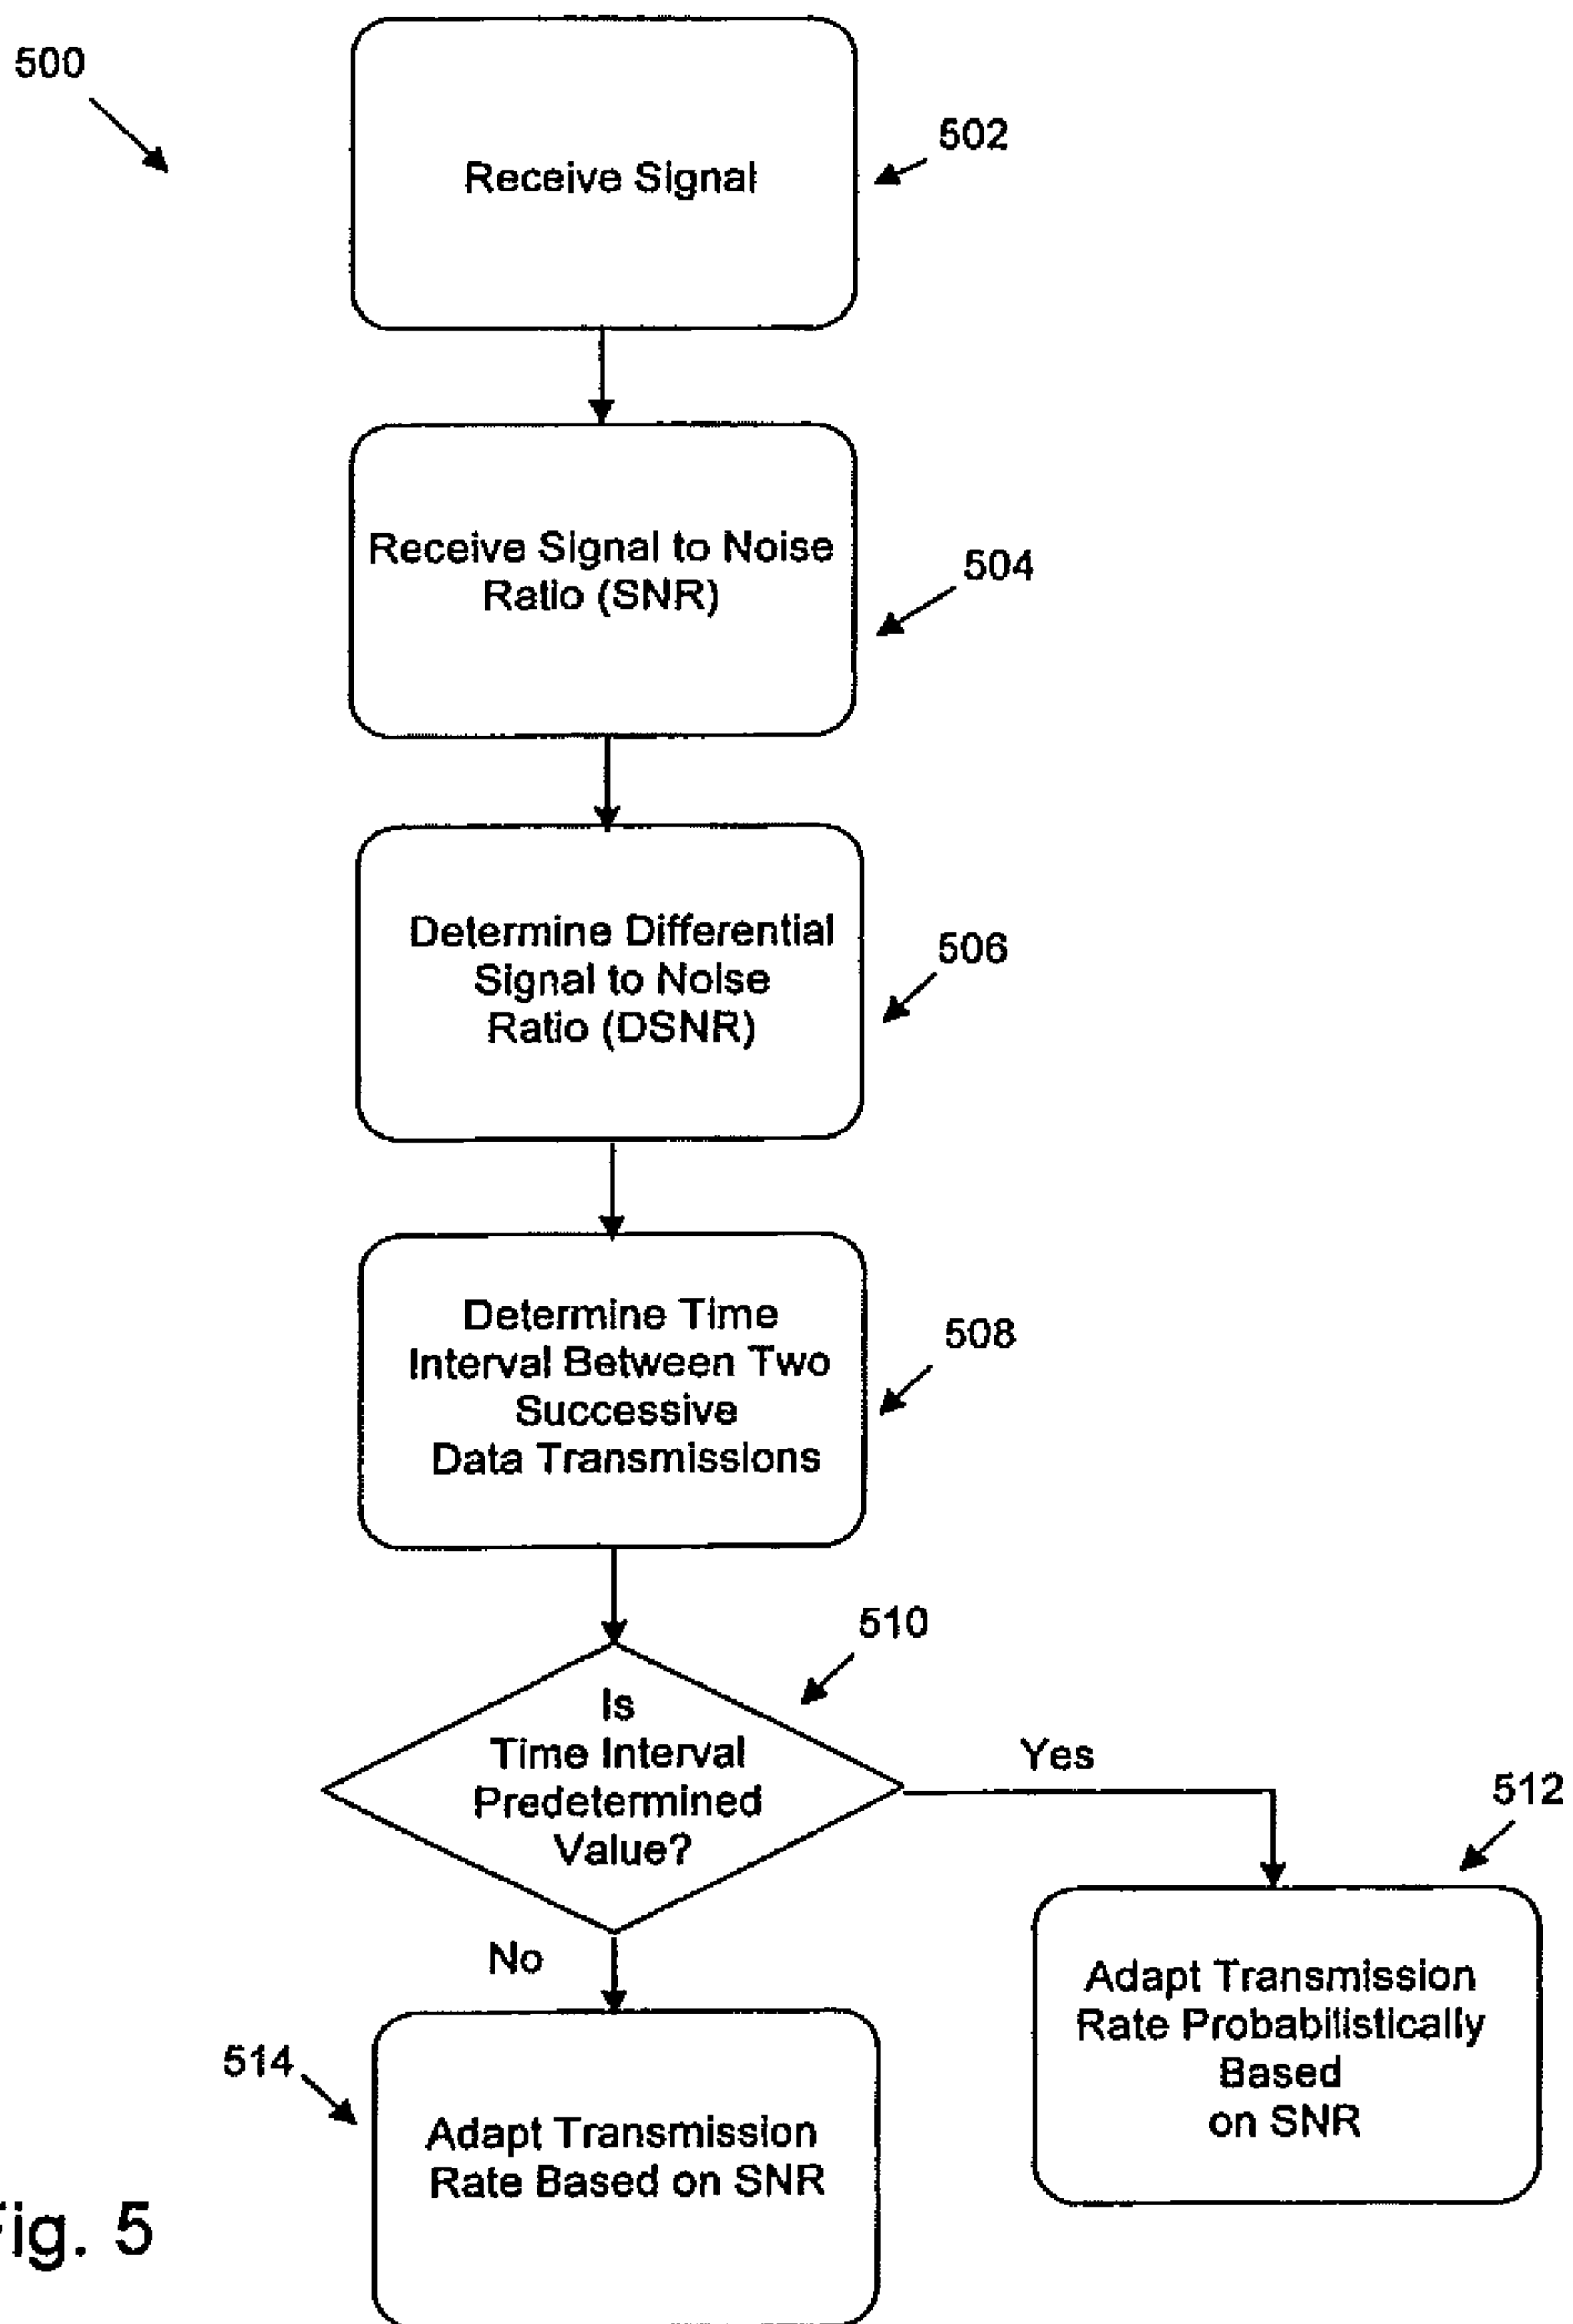 500
502
Receive Signal
504
Receive Signal to Noise
Ratio (SNR)
506
Determine Differential
Signal to Noise
Ratio (DSNR)
508
Determine Time
Interval Between Two
Successive
Data Transmissions
510
Is
Time Interval
Predetermined
Value?
Yes
512
No
Adapt Transmission
Rate Probabilistically
Based
on SNR
514
Adapt Transmission
Rate Based on SNR
Fig. 5